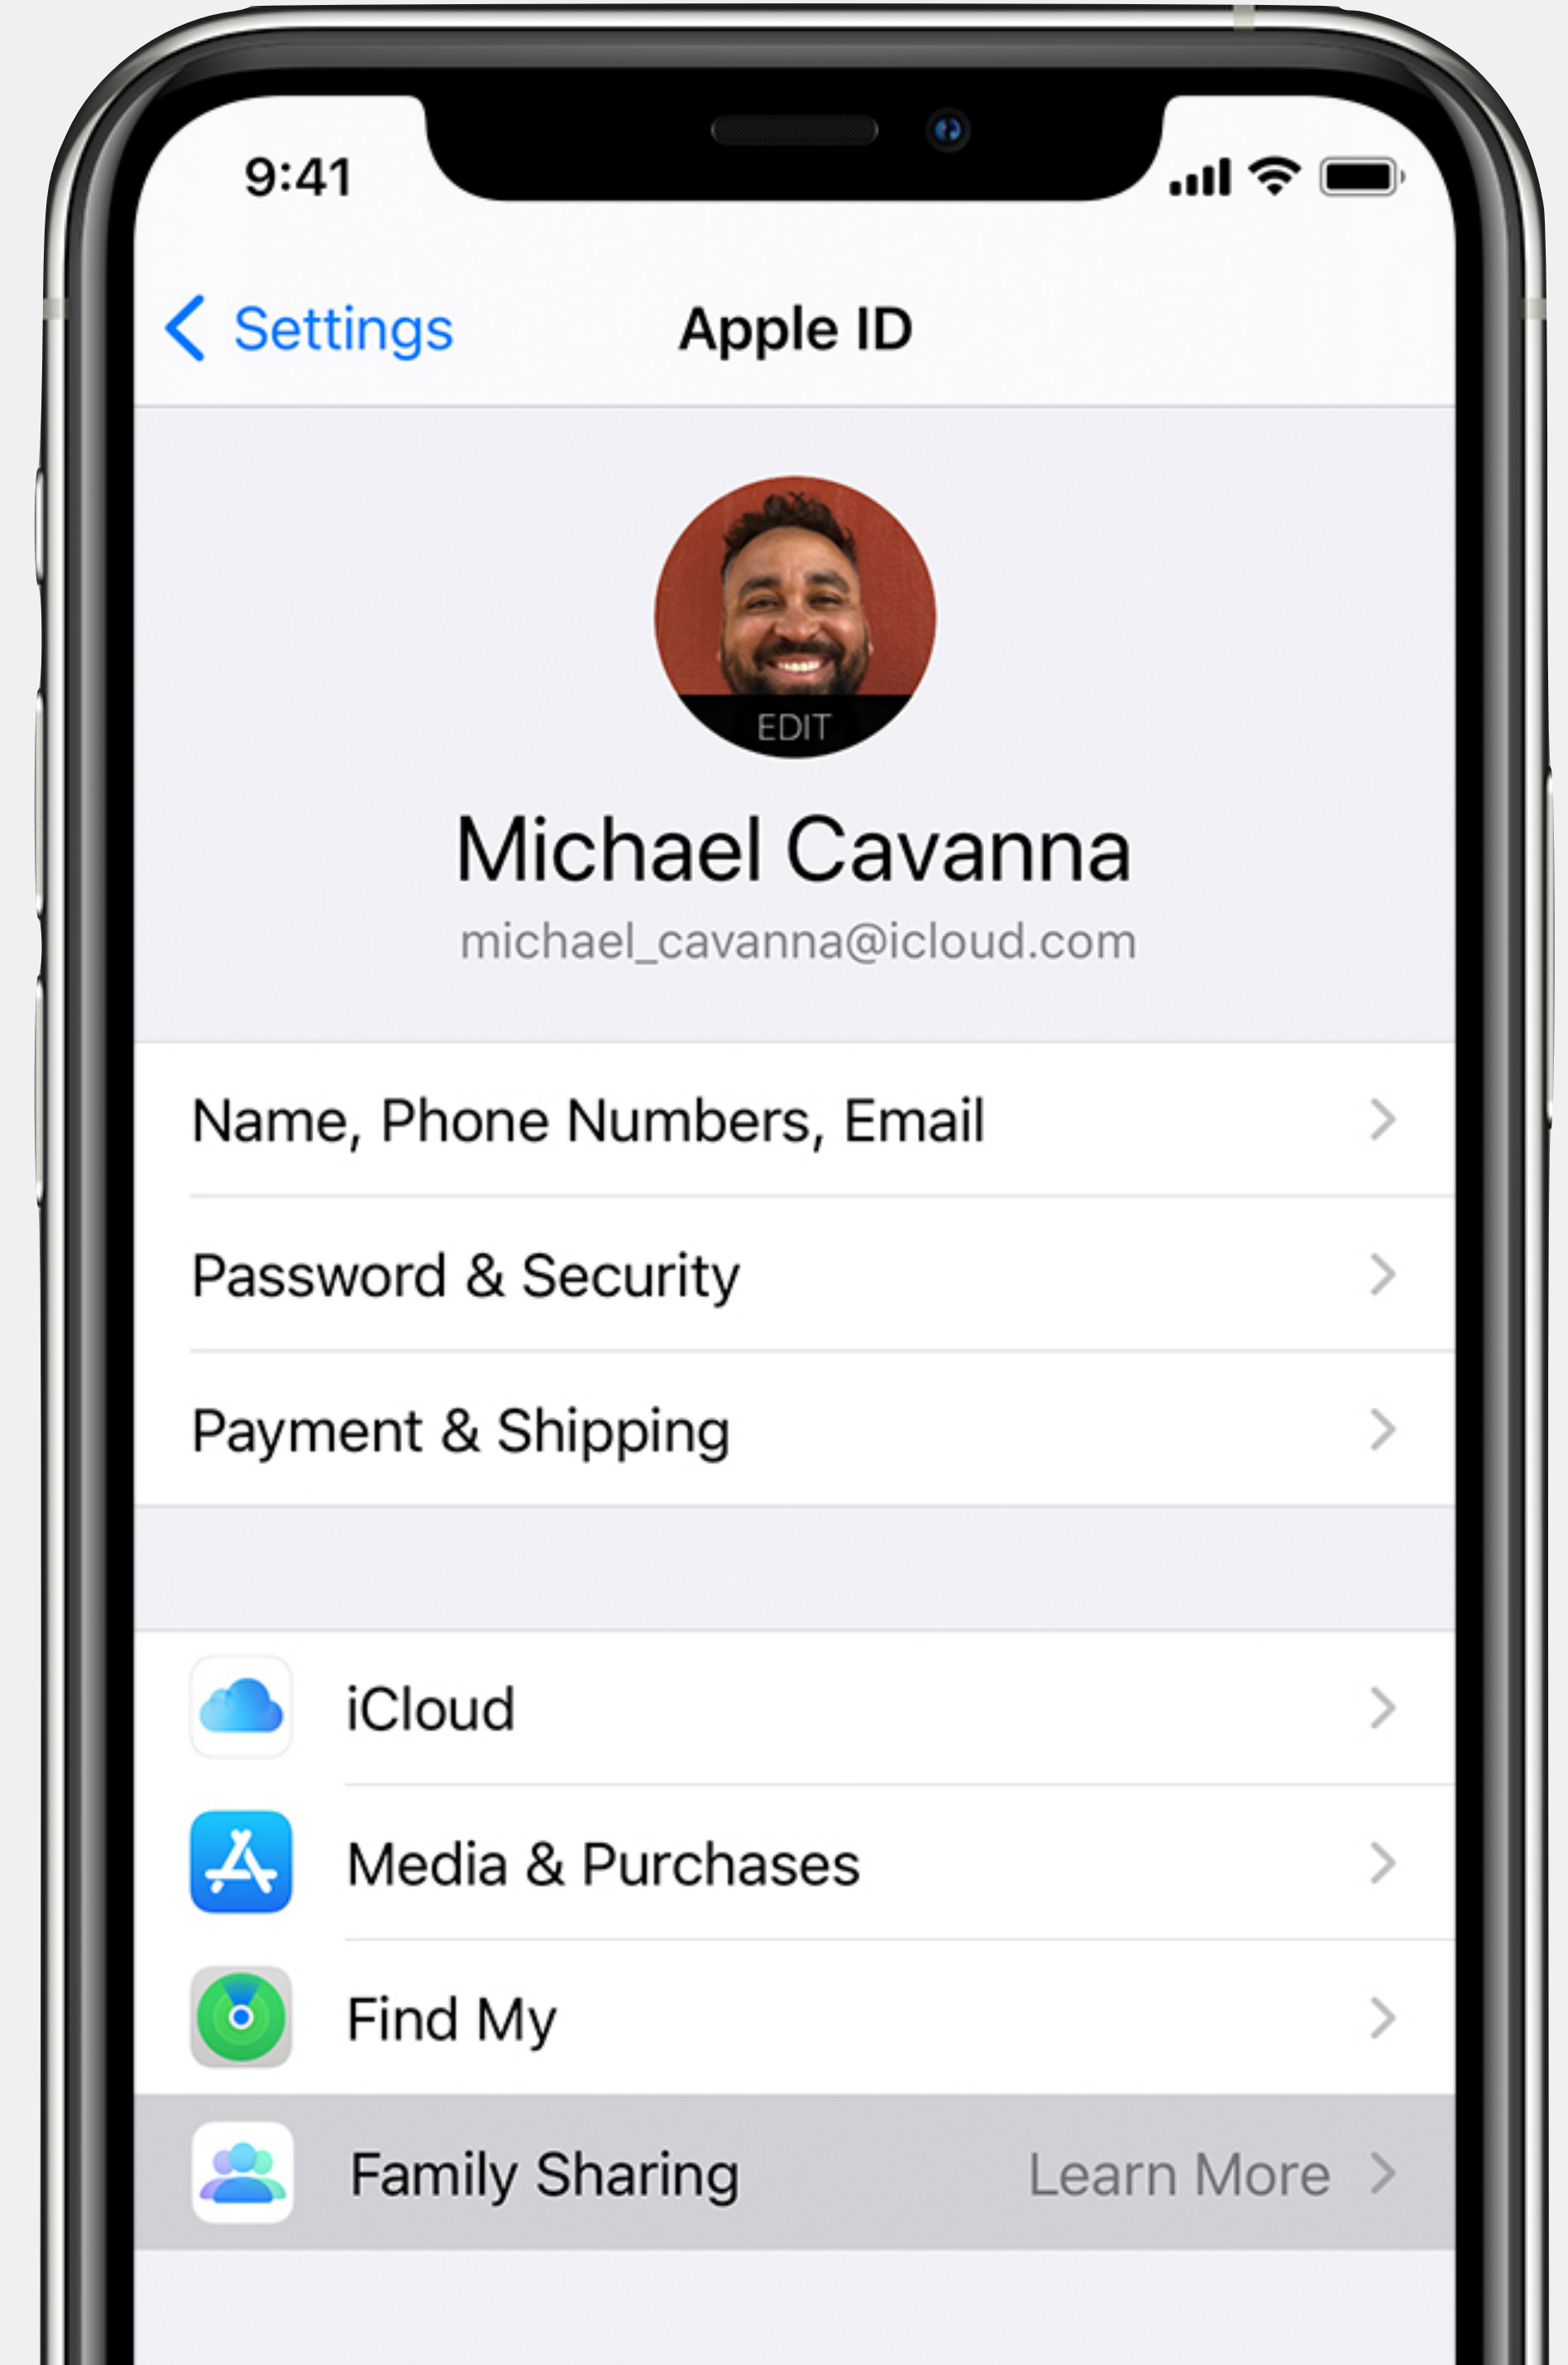 9:41
Settings
Apple ID
EDIT
Michael Cavanna
michael_cavanna@icloud.com
Name, Phone Numbers, Email
Password & Security
Payment & Shipping
iCloud
Media & Purchases
Find My
Family Sharing Learn More